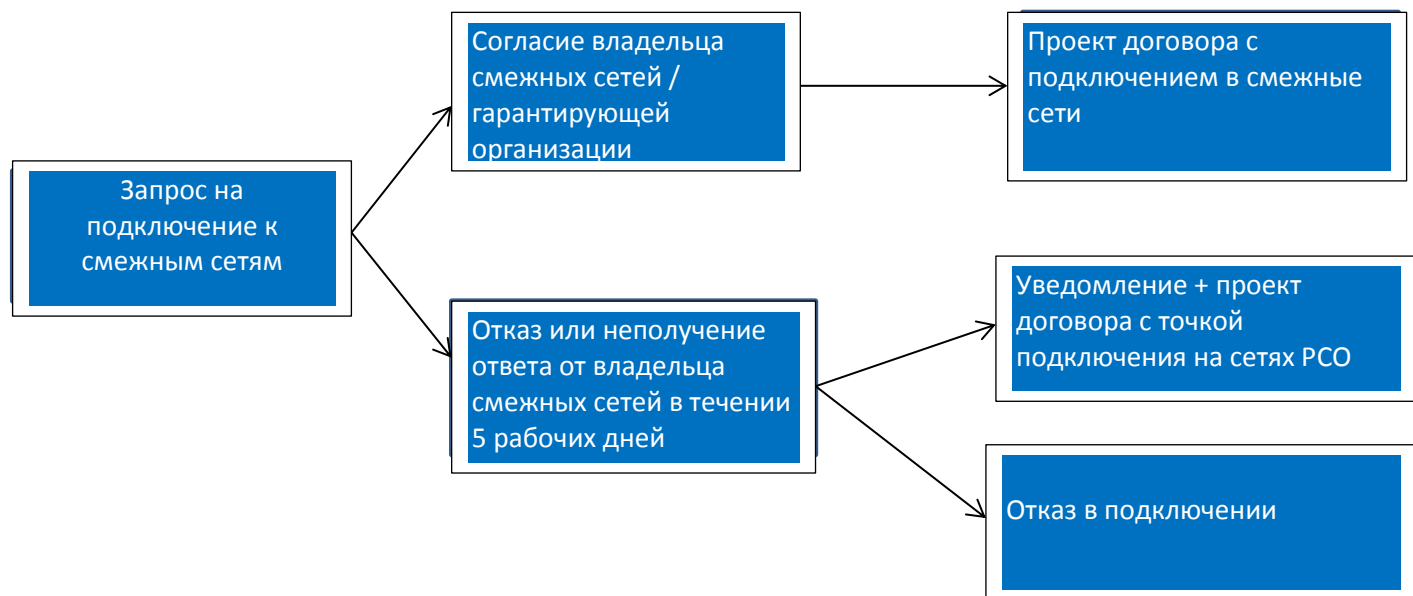 Запрос на
подключение к
смежным сетям
Согласие владельца
смежных сетей /
гарантирующей
организации
Проект договора с
подключением в смежные
сети
Отказ или неполучение
ответа от владельца
смежных сетей в течении
5 рабочих дней
Уведомление + проект
договора с точкой
подключения на сетях РСО
Отказ в подключении